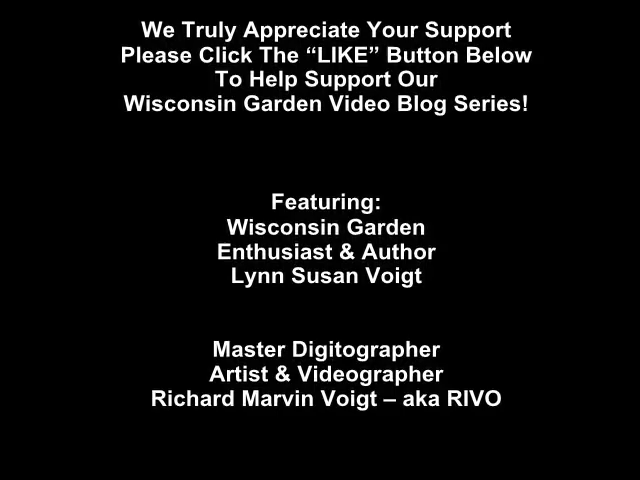 We Truly Appreciate Your Support
Please Click The “LIKE” Button Below
To Help Support Our
Wisconsin Garden Video Blog Series!
Featuring:
Wisconsin Garden
Enthusiast & Author
Lynn Susan Voigt
Master Digitographer
Artist & Videographer
Richard Marvin Voigt – aka RIVO